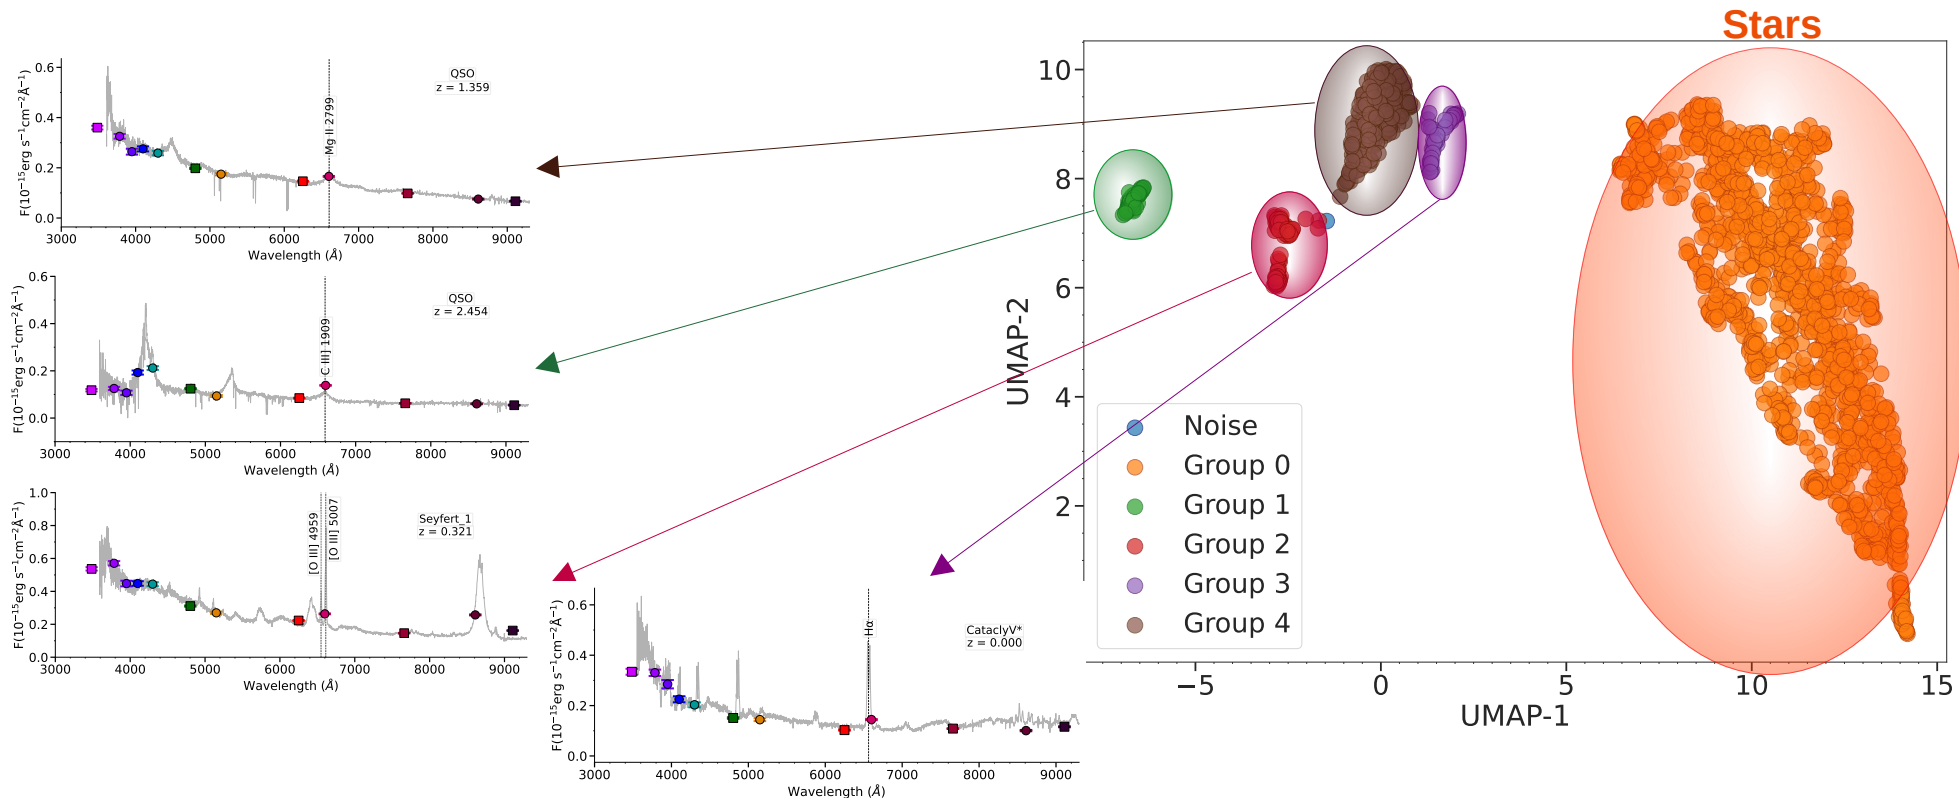 Stars
0.6
0.4
0.2
0.0
F(10⁻¹⁵erg s⁻¹cm⁻²Å⁻¹)
QSO
z = 1.359
Mg II 2799
3000 4000 5000 6000 7000 8000 9000
Wavelength (Å)
0.6
0.4
0.2
0.0
F(10⁻¹⁵erg s⁻¹cm⁻²Å⁻¹)
QSO
z = 2.454
C III] 1909
3000 4000 5000 6000 7000 8000 9000
Wavelength (Å)
1.0
0.8
0.6
0.4
0.2
0.0
F(10⁻¹⁵erg s⁻¹cm⁻²Å⁻¹)
Seyfert_1
z = 0.321
[O III] 4959
[O III] 5007
3000 4000 5000 6000 7000 8000 9000
Wavelength (Å)
0.6
0.4
0.2
0.0
F(10⁻¹⁵erg s⁻¹cm⁻²Å⁻¹)
CataclyV*
z = 0.000
Hα
3000 4000 5000 6000 7000 8000 9000
Wavelength (Å)
10
8
6
4
2
UMAP-2
Noise
Group 0
Group 1
Group 2
Group 3
Group 4
−5 0 5 10 15
UMAP-1